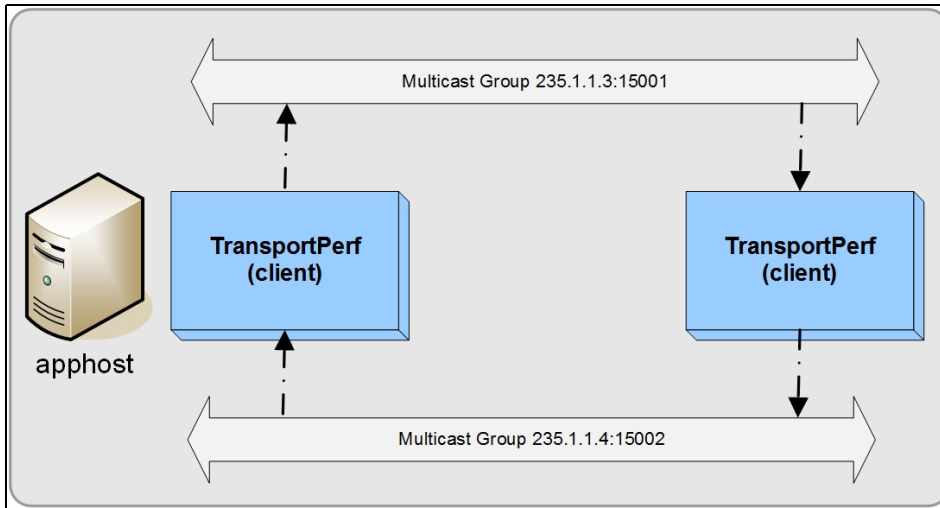 Multicast Group 235.1.1.3:15001
TransportPerf
(client)
TransportPerf
(client)
apphost
Multicast Group 235.1.1.4:15002